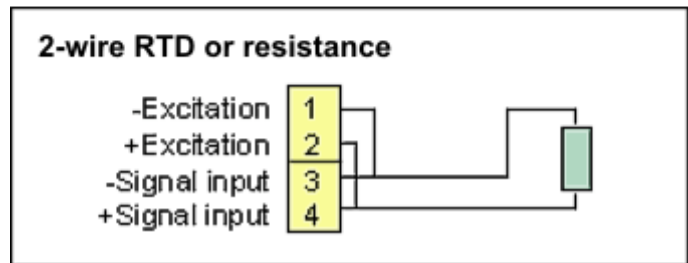 2-wire RTD or resistance
-Excitation 1
+Excitation 2
-Signal input 3
+Signal input 4